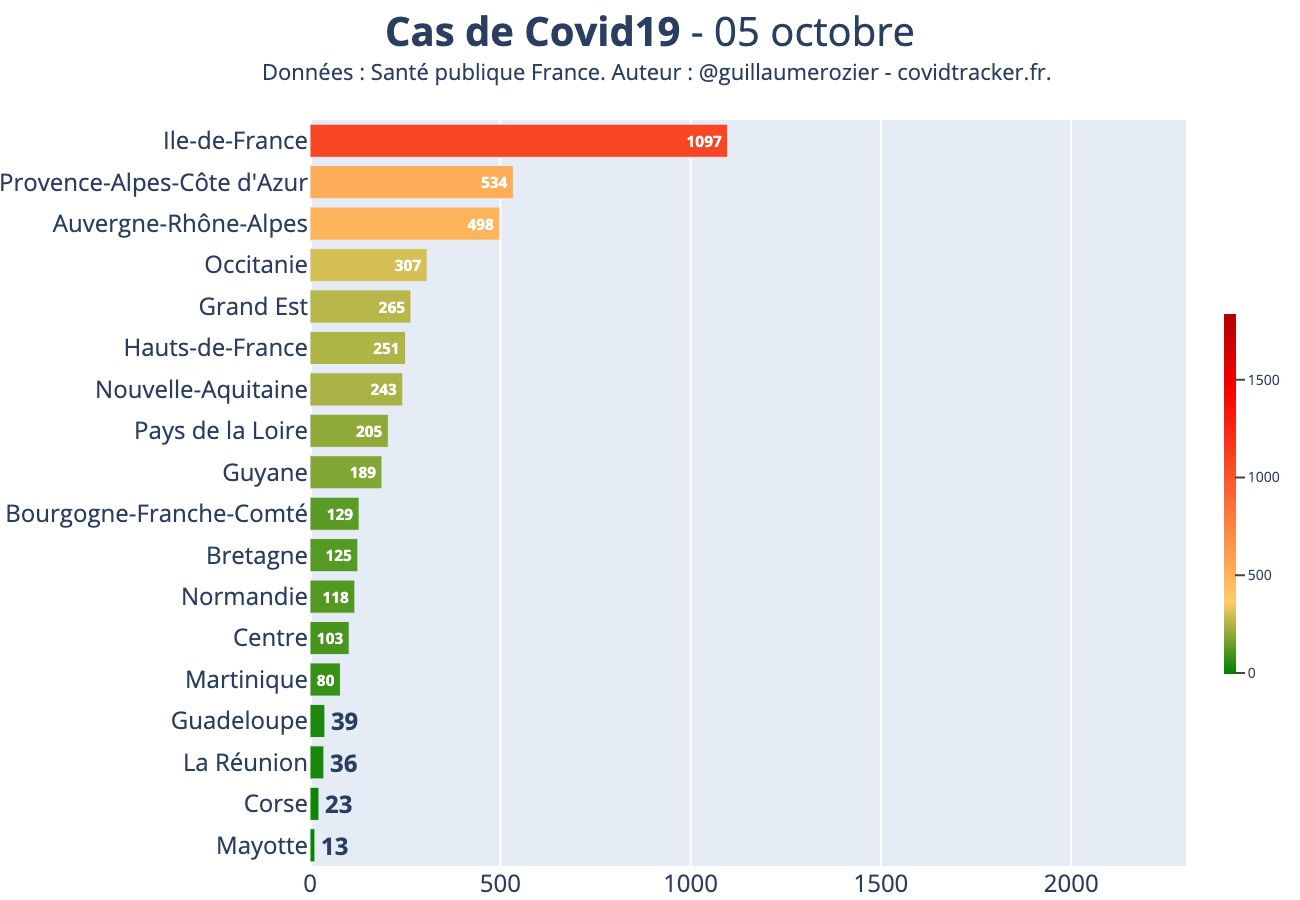 Cas de Covid19 - 05 octobre
Données : Santé publique France. Auteur : @guillaumerozier - covidtracker.fr.
Ile-de-France 1097
Provence-Alpes-Côte d'Azur 534
Auvergne-Rhône-Alpes 498
Occitanie 307
Grand Est 265
Hauts-de-France 251
Nouvelle-Aquitaine 243
Pays de la Loire 205
Guyane 189
Bourgogne-Franche-Comté 129
Bretagne 125
Normandie 118
Centre 103
Martinique 80
Guadeloupe 39
La Réunion 36
Corse 23
Mayotte 13
0 500 1000 1500 2000
1500
1000
500
0